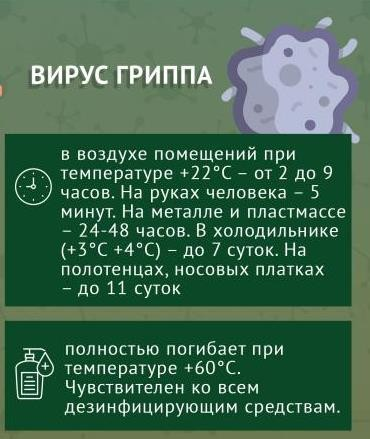 ВИРУС ГРИППА
в воздухе помещений при
температуре +22°С – от 2 до 9
часов. На руках человека – 5
минут. На металле и пластмассе
– 24-48 часов. В холодильнике
(+3°С +4°С) – до 7 суток. На
полотенцах, носовых платках
– до 11 суток
полностью погибает при
температуре +60°С.
Чувствителен ко всем
дезинфицирующим средствам.